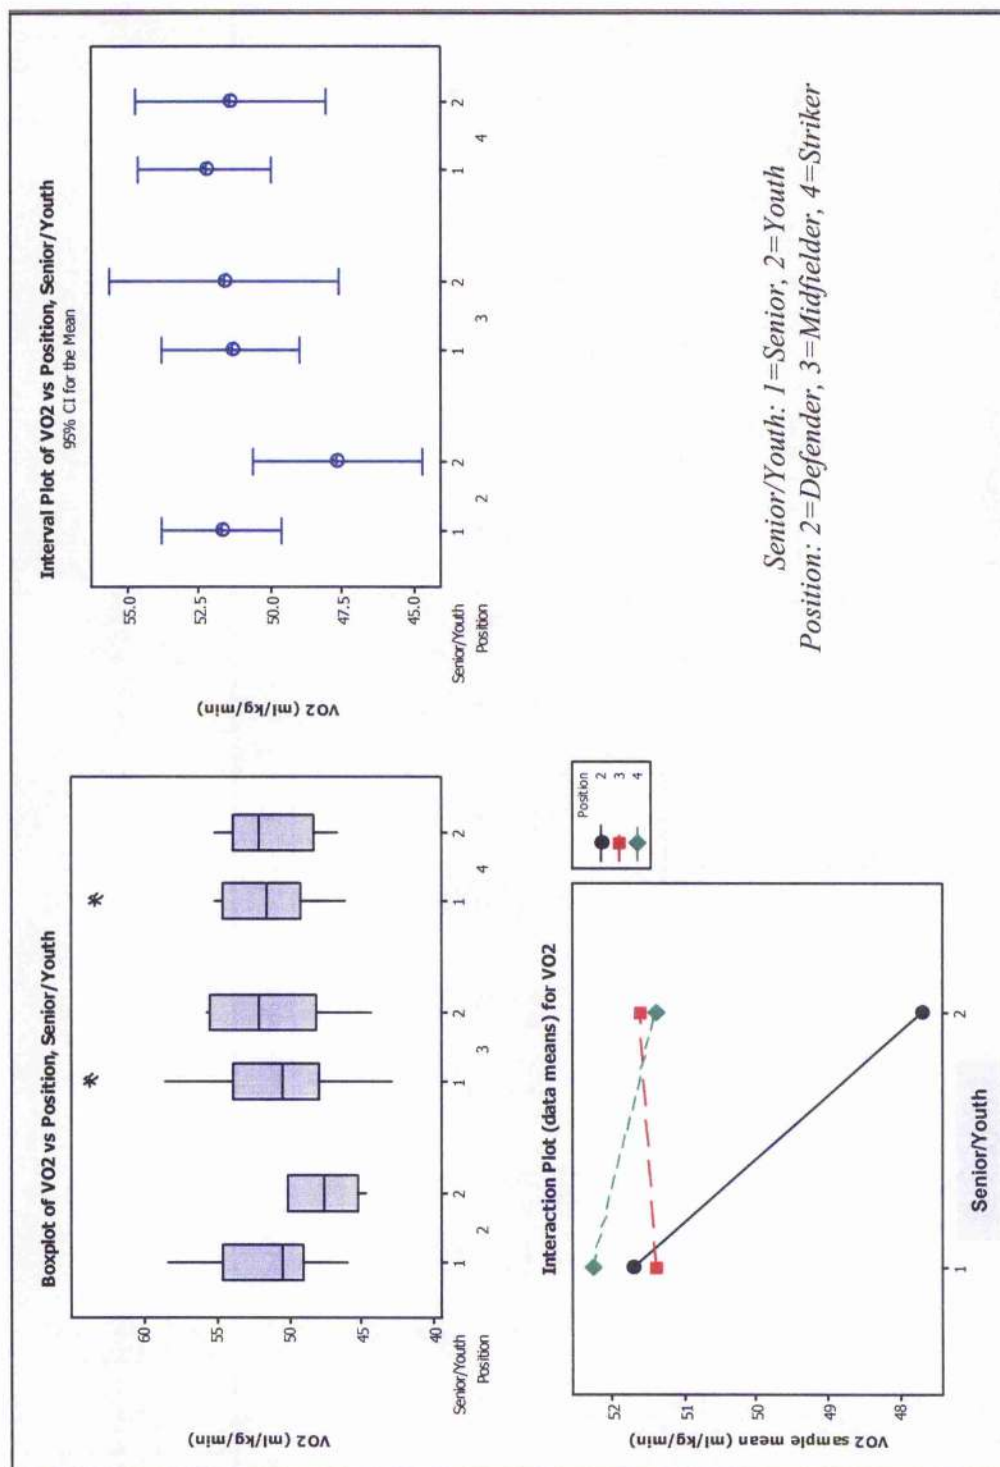 Boxplot of VO2 vs Position, Senior/Youth
VO2 (ml/kg/min)
60
55
50
45
40
Senior/Youth 1 2 1 2 1 2
Position 2 3 4
Interval Plot of VO2 vs Position, Senior/Youth
95% CI for the Mean
VO2 (ml/kg/min)
55.0
52.5
50.0
47.5
45.0
Senior/Youth 1 2 1 2 1 2
Position 2 3 4
Interaction Plot (data means) for VO2
VO2 sample mean (ml/kg/min)
52
51
50
49
48
1 2
Senior/Youth
Position
2
3
4
Senior/Youth: 1=Senior, 2=Youth
Position: 2=Defender, 3=Midfielder, 4=Striker